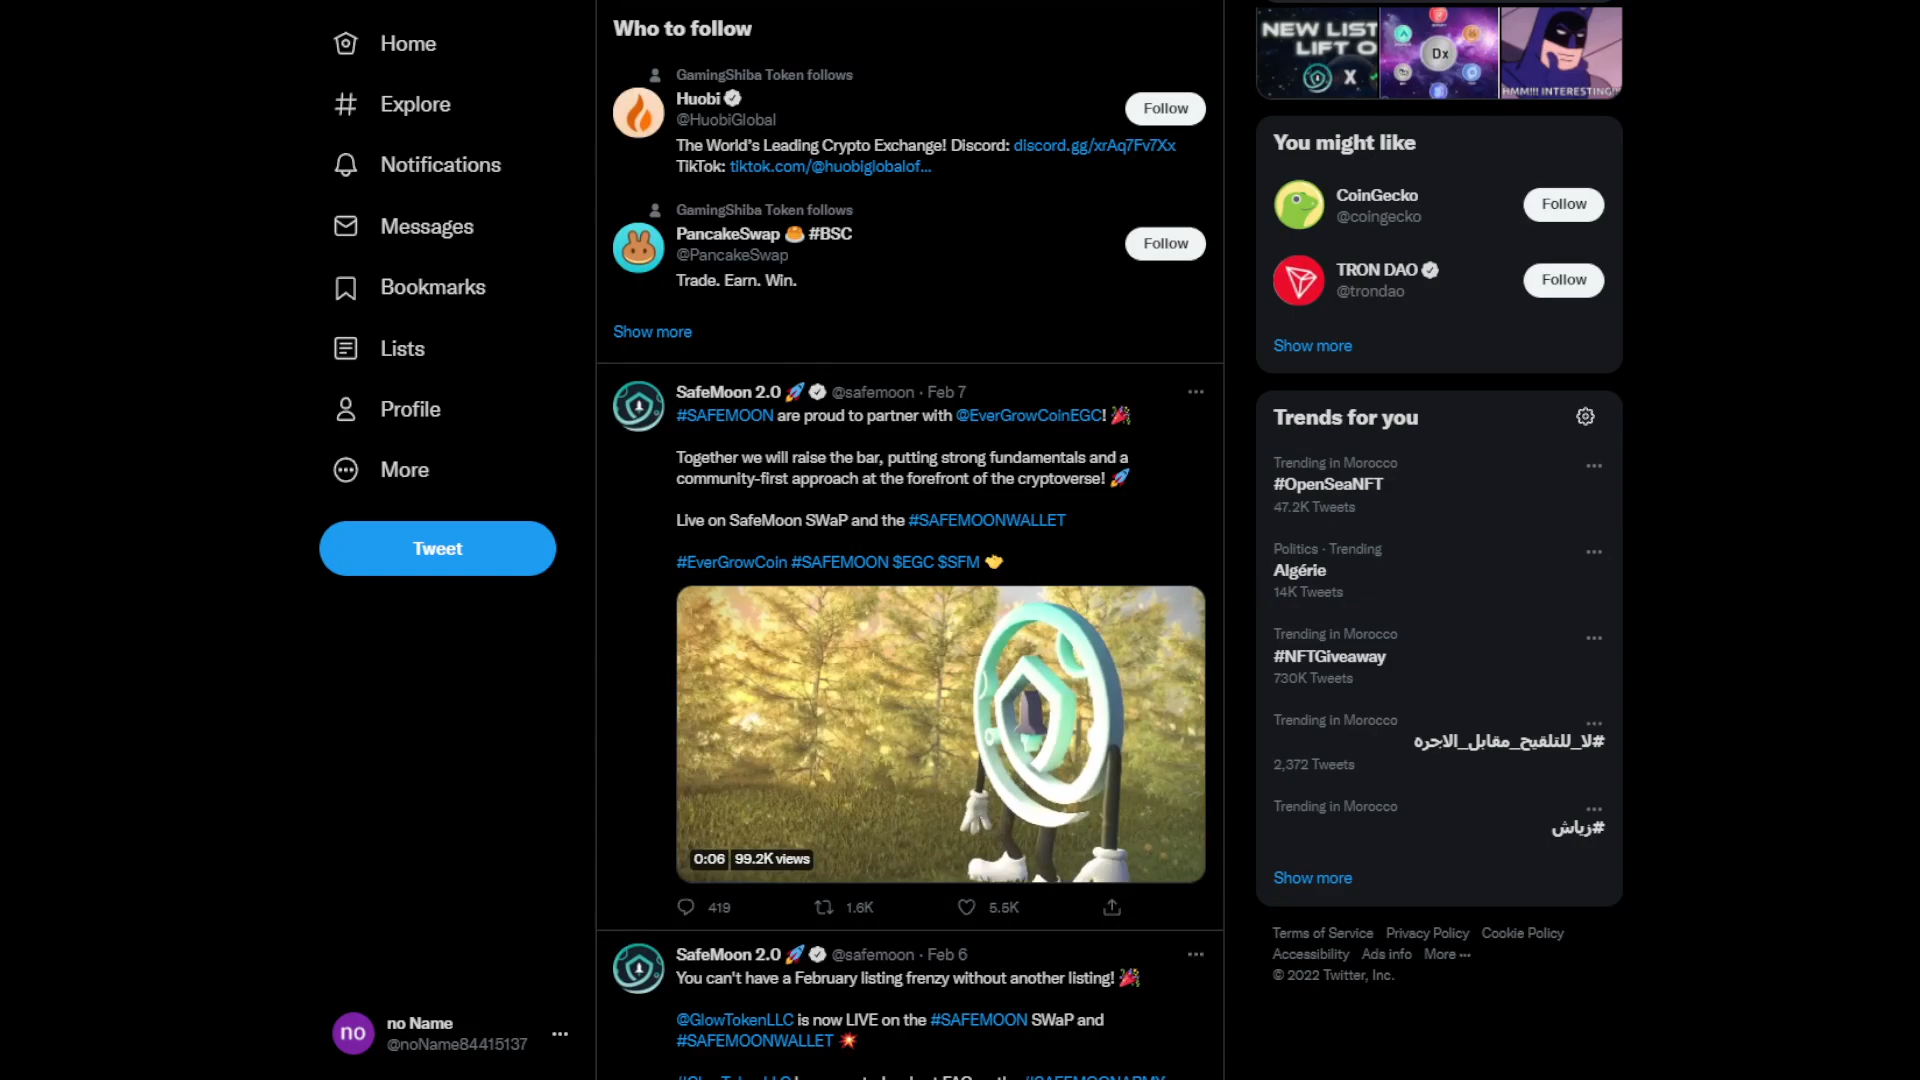 Home
Explore
Notifications
Messages
Bookmarks
Lists
Profile
More
Tweet
no
no Name
@noName84415137
Who to follow
GamingShiba Token follows
Huobi
@HuobiGlobal
Follow
The World's Leading Crypto Exchange! Discord: discord.gg/xrAq7Fv7Xx
TikTok: tiktok.com/@huobiglobalof...
GamingShiba Token follows
PancakeSwap 🥞 #BSC
@PancakeSwap
Follow
Trade. Earn. Win.
Show more
SafeMoon 2.0 🚀 @safemoon · Feb 7
#SAFEMOON are proud to partner with @EverGrowCoinEGC! 🎉
Together we will raise the bar, putting strong fundamentals and a
community-first approach at the forefront of the cryptoverse! 🚀
Live on SafeMoon SWaP and the #SAFEMOONWALLET
#EverGrowCoin #SAFEMOON $EGC $SFM
0:06 99.2K views
419 1.6K 5.5K
SafeMoon 2.0 🚀 @safemoon · Feb 6
You can't have a February listing frenzy without another listing! 🎉
@GlowTokenLLC is now LIVE on the #SAFEMOON SWaP and
#SAFEMOONWALLET 💥
NEW LIST
LIFT O
X
Dx
HMM!!! INTERESTING!!
You might like
CoinGecko
@coingecko
Follow
TRON DAO
@trondao
Follow
Show more
Trends for you
Trending in Morocco
#OpenSeaNFT
47.2K Tweets
Politics · Trending
Algérie
14K Tweets
Trending in Morocco
#NFTGiveaway
730K Tweets
Trending in Morocco
#لا_للتلقيح_مقابل_الاجره
2,372 Tweets
Trending in Morocco
#زياش
Show more
Terms of Service Privacy Policy Cookie Policy
Accessibility Ads info More ···
© 2022 Twitter, Inc.